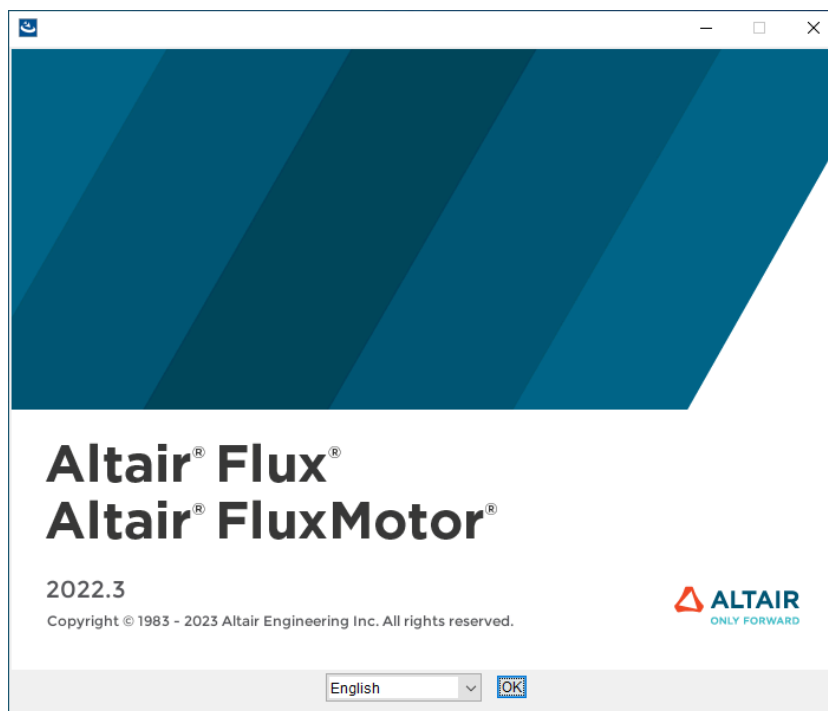 Altair® Flux®
Altair® FluxMotor®
2022.3
Copyright © 1983 - 2023 Altair Engineering Inc. All rights reserved.
ALTAIR
ONLY FORWARD
English
OK